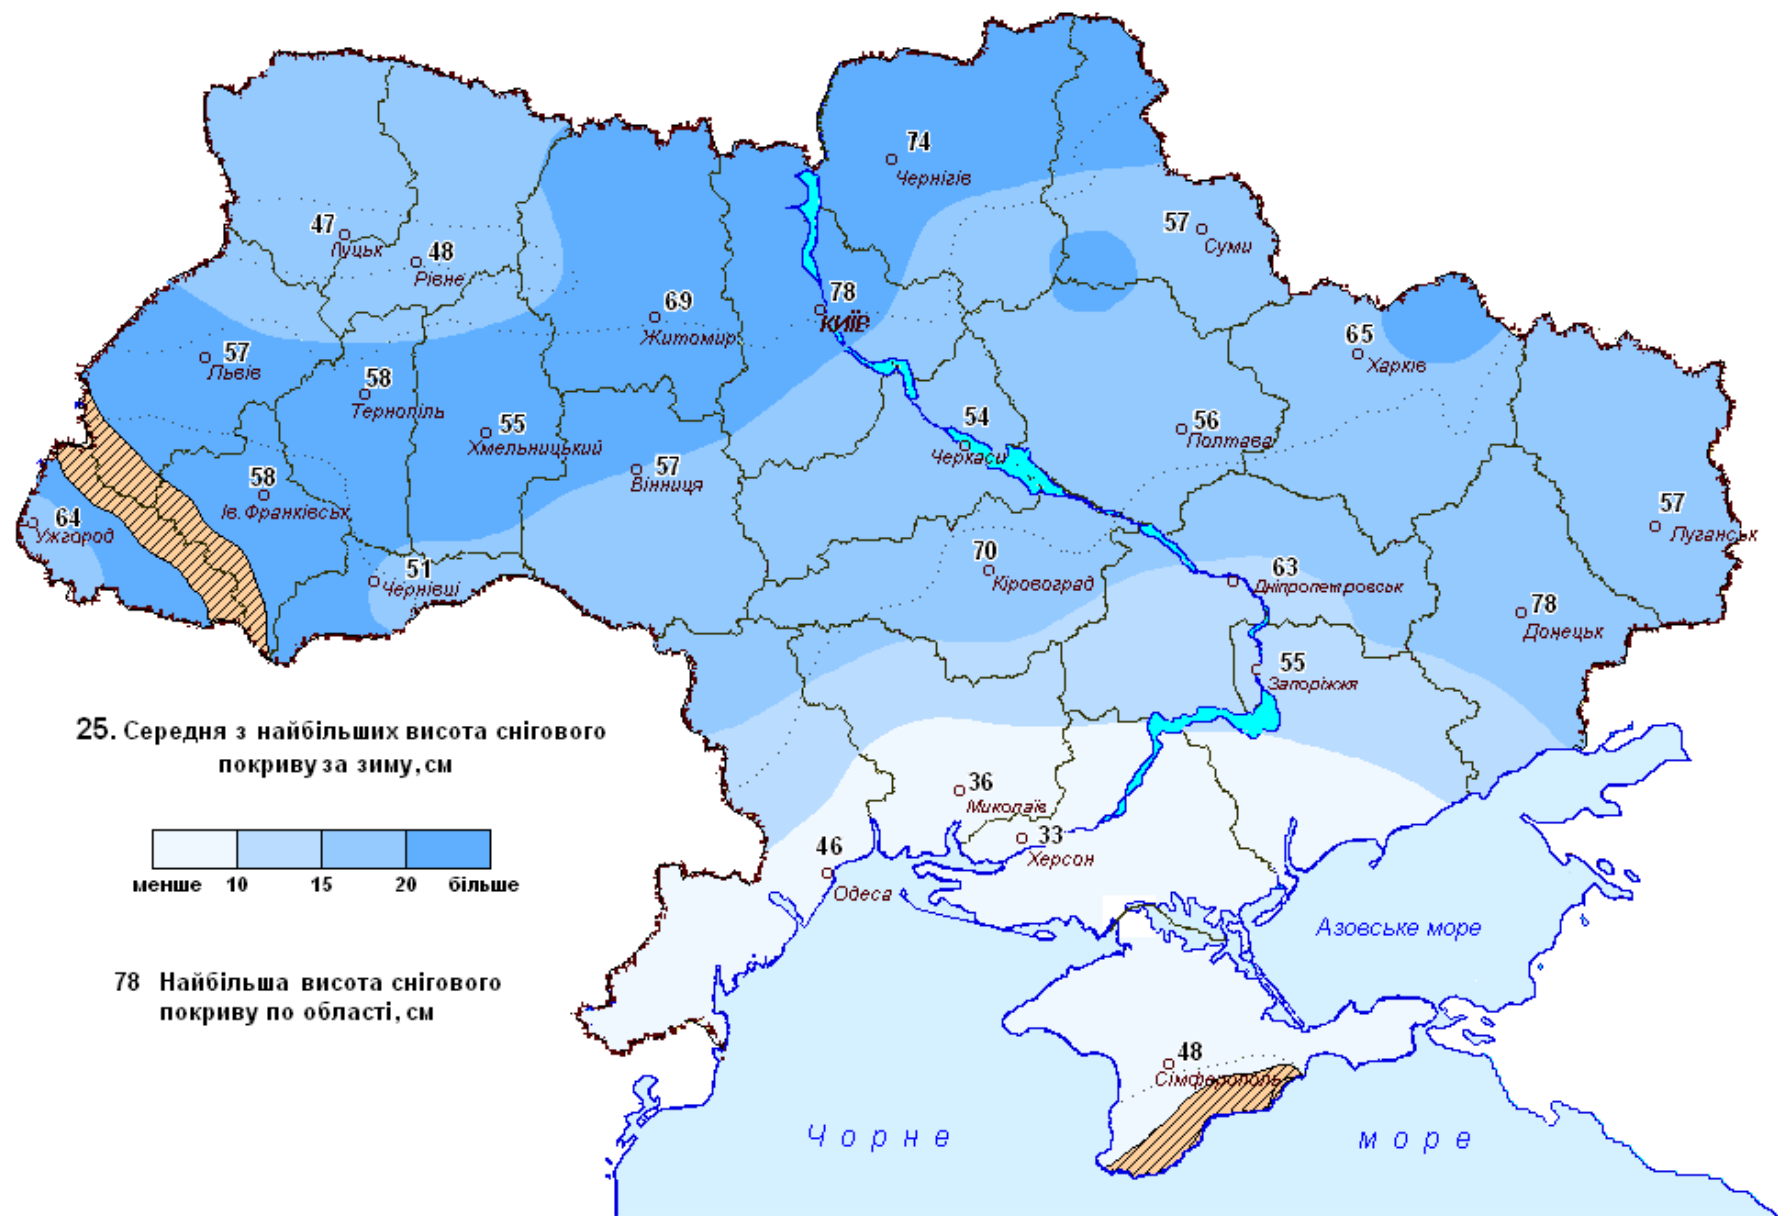 74
Чернігів
57
Суми
47
Луцьк
48
Рівне
69
Житомир
78
КИЇВ
65
Харків
57
Львів
58
Тернопіль
55
Хмельницький
54
Черкаси
56
Полтава
57
Вінниця
58
Ів. Франківськ
64
Ужгород
57
Луганськ
51
Чернівці
70
Кіровоград
63
Дніпропетровськ
78
Донецьк
55
Запоріжжя
25. Середня з найбільших висота снігового
покриву за зиму, см
менше 10 15 20 більше
36
Миколаїв
33
Херсон
46
Одеса
Азовське море
78 Найбільша висота снігового
покриву по області, см
48
Сімферополь
Чорне море